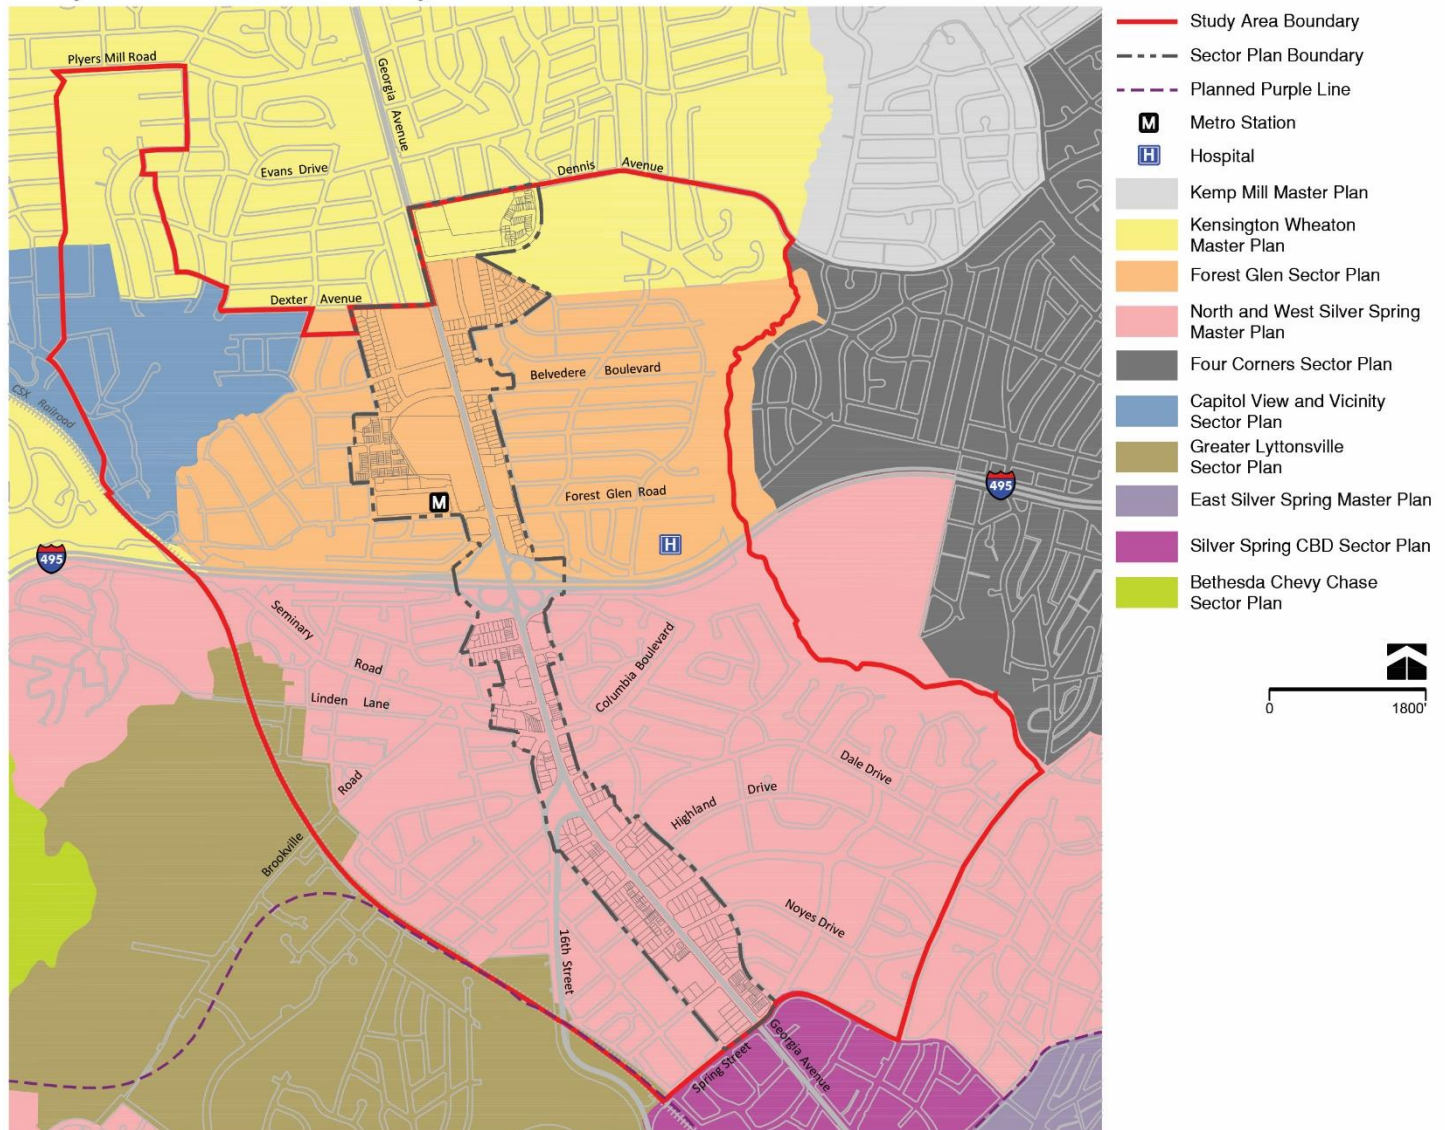 Plyers Mill Road
Georgia Avenue
Evans Drive
Dennis Avenue
Dexter Avenue
Belvedere Boulevard
CSX Railroad
M
Forest Glen Road
H
495
495
Seminary Road
Linden Lane
Columbia Boulevard
Dale Drive
Highland Drive
Brookville Road
Noyes Drive
16th Street
Spring Street
Georgia Avenue
Study Area Boundary
Sector Plan Boundary
Planned Purple Line
M Metro Station
H Hospital
Kemp Mill Master Plan
Kensington Wheaton
Master Plan
Forest Glen Sector Plan
North and West Silver Spring
Master Plan
Four Corners Sector Plan
Capitol View and Vicinity
Sector Plan
Greater Lyttonsville
Sector Plan
East Silver Spring Master Plan
Silver Spring CBD Sector Plan
Bethesda Chevy Chase
Sector Plan
0 1800'